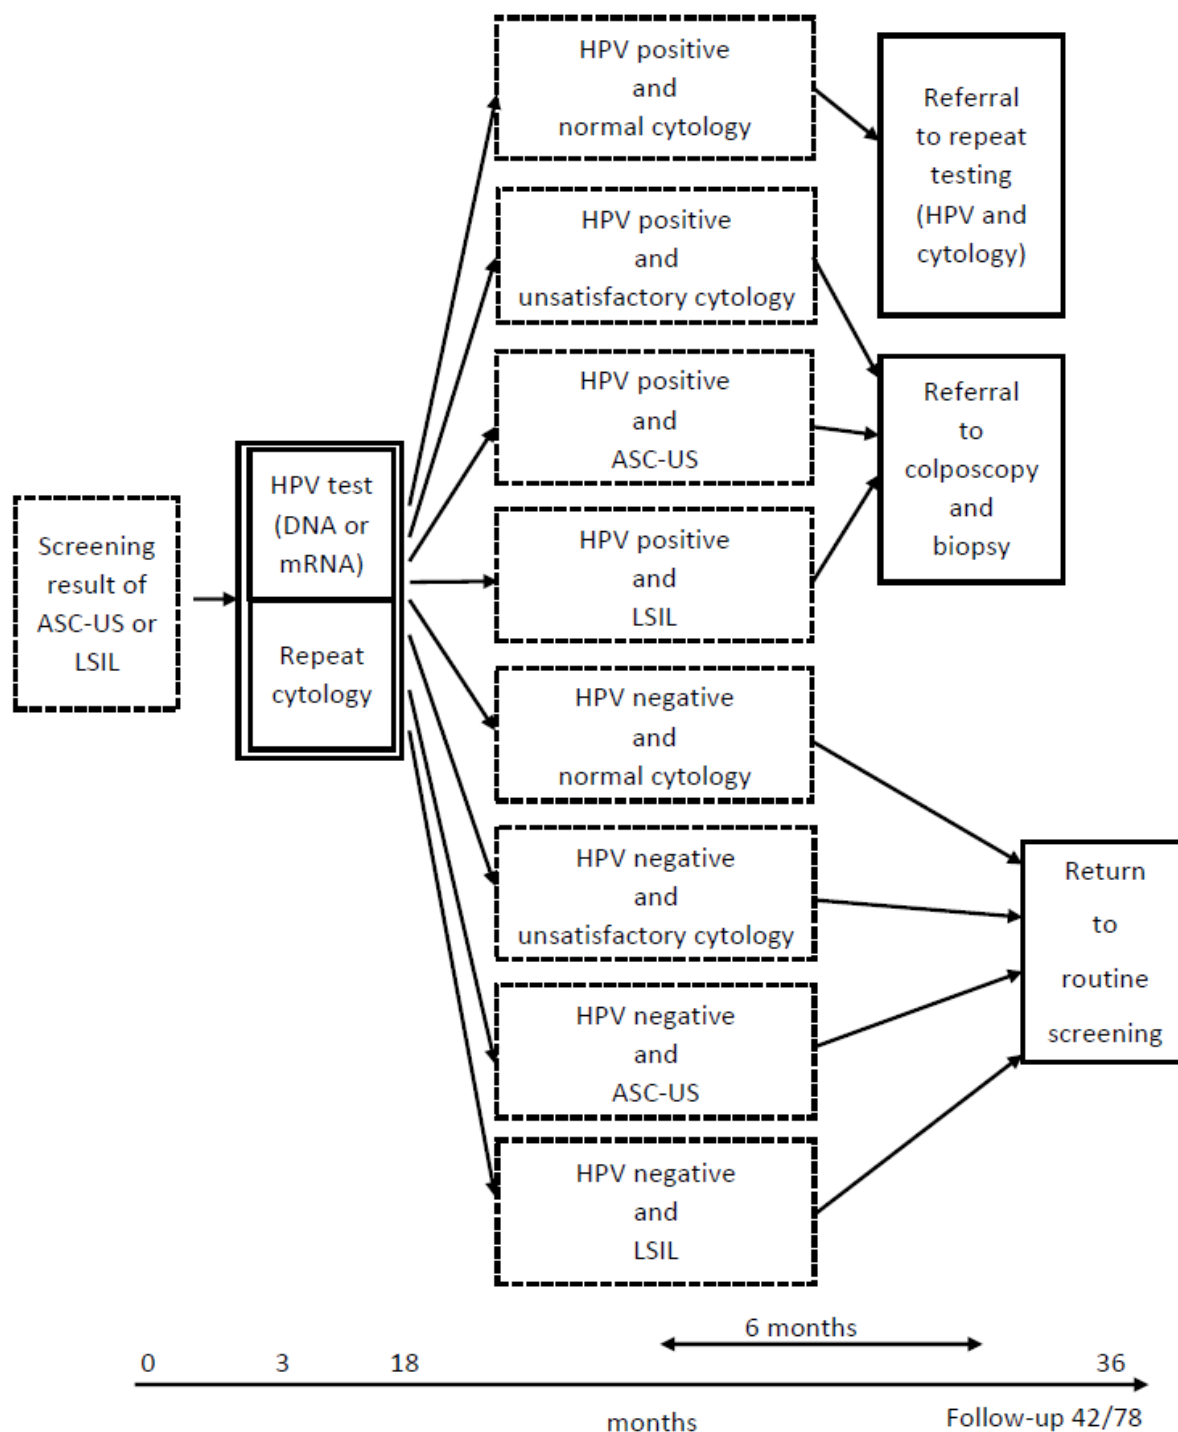 Screening
result of
ASC-US or
LSIL
HPV test
(DNA or
mRNA)
Repeat
cytology
HPV positive
and
normal cytology
HPV positive
and
unsatisfactory cytology
HPV positive
and
ASC-US
HPV positive
and
LSIL
HPV negative
and
normal cytology
HPV negative
and
unsatisfactory cytology
HPV negative
and
ASC-US
HPV negative
and
LSIL
Referral
to repeat
testing
(HPV and
cytology)
Referral
to
colposcopy
and
biopsy
Return
to
routine
screening
6 months
0 3 18 36
months
Follow-up 42/78